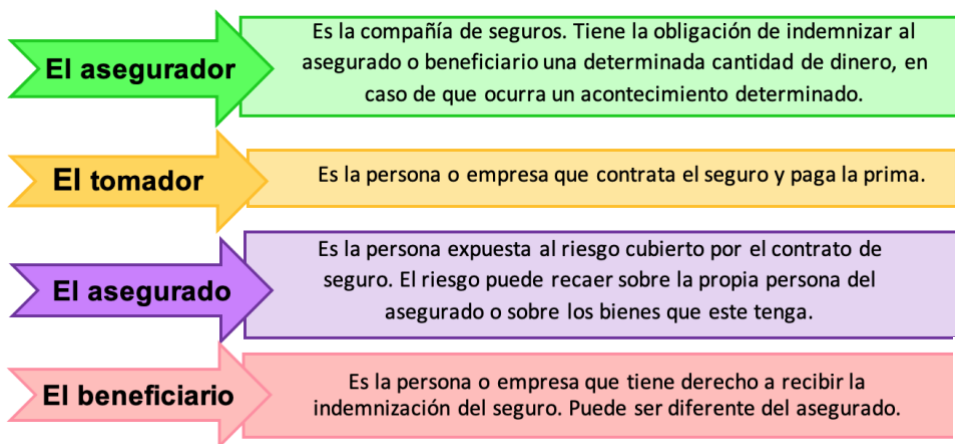 El asegurador
Es la compañía de seguros. Tiene la obligación de indemnizar al
asegurado o beneficiario una determinada cantidad de dinero, en
caso de que ocurra un acontecimiento determinado.
El tomador
Es la persona o empresa que contrata el seguro y paga la prima.
El asegurado
Es la persona expuesta al riesgo cubierto por el contrato de
seguro. El riesgo puede recaer sobre la propia persona del
asegurado o sobre los bienes que este tenga.
El beneficiario
Es la persona o empresa que tiene derecho a recibir la
indemnización del seguro. Puede ser diferente del asegurado.